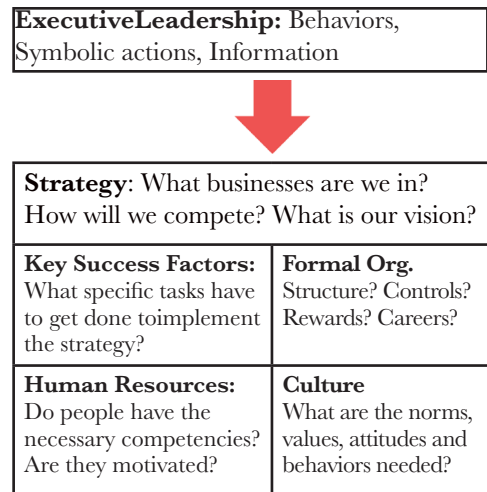 ExecutiveLeadership: Behaviors,
Symbolic actions, Information
Strategy: What businesses are we in?
How will we compete? What is our vision?
Key Success Factors:
What specific tasks have
to get done toimplement
the strategy?
Formal Org.
Structure? Controls?
Rewards? Careers?
Human Resources:
Do people have the
necessary competencies?
Are they motivated?
Culture
What are the norms,
values, attitudes and
behaviors needed?